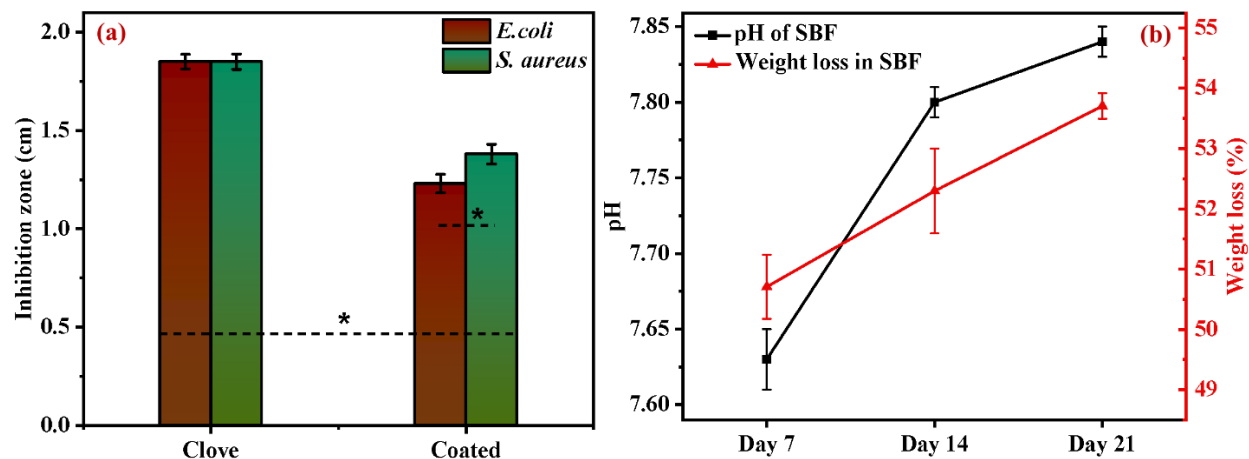 (a)
E.coli
S. aureus
Inhibition zone (cm)
2.0
1.5
1.0
0.5
0.0
*
*
Clove
Coated
(b)
pH of SBF
Weight loss in SBF
pH
7.85
7.80
7.75
7.70
7.65
7.60
Day 7
Day 14
Day 21
55
54
53
52
51
50
49
Weight loss (%)